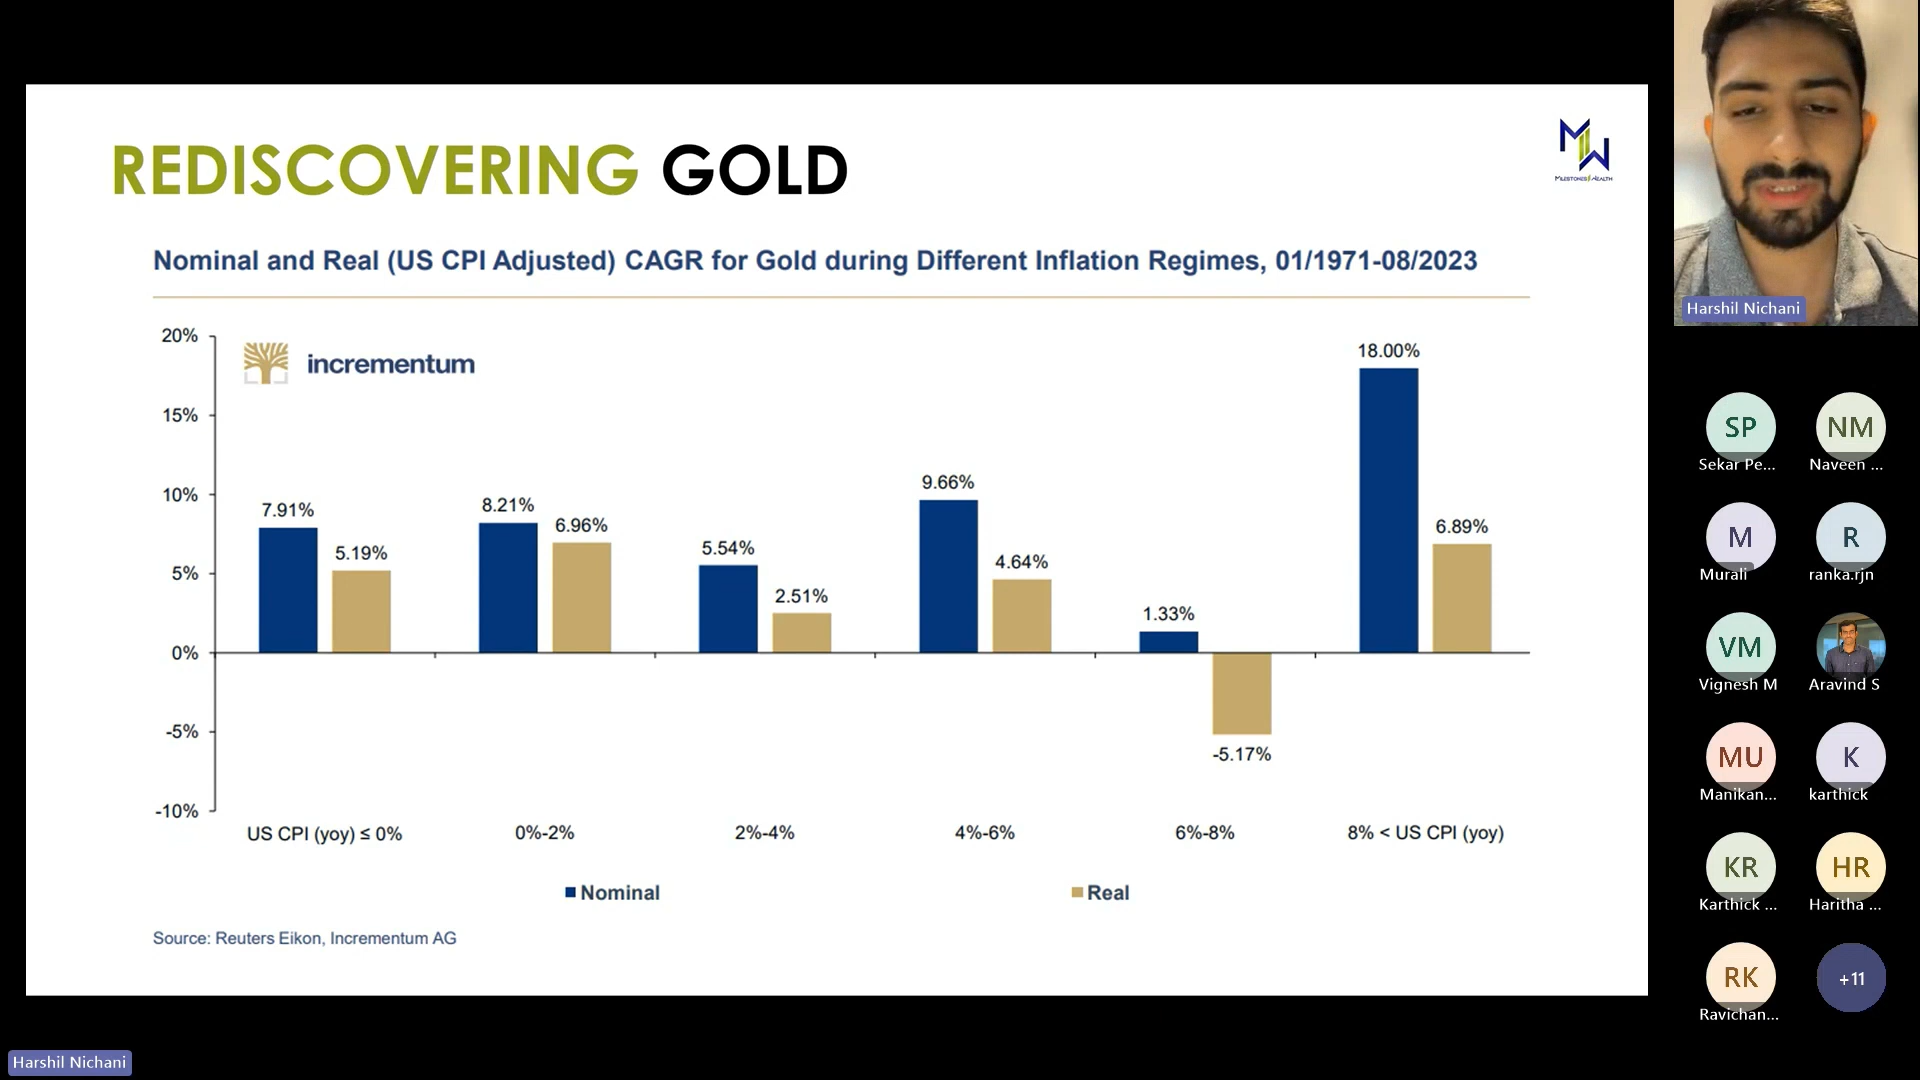 REDISCOVERING GOLD
MW
MILESTONES WEALTH
Nominal and Real (US CPI Adjusted) CAGR for Gold during Different Inflation Regimes, 01/1971-08/2023
incrementum
20%
15%
10%
5%
0%
-5%
-10%
7.91%
5.19%
8.21%
6.96%
5.54%
2.51%
9.66%
4.64%
1.33%
-5.17%
18.00%
6.89%
US CPI (yoy) ≤ 0%
0%-2%
2%-4%
4%-6%
6%-8%
8% < US CPI (yoy)
Nominal
Real
Source: Reuters Eikon, Incrementum AG
Harshil Nichani
Harshil Nichani
SP
NM
Sekar Pe...
Naveen ...
M
R
Murali
ranka.rjn
VM
Vignesh M
Aravind S
MU
K
Manikan...
karthick
KR
HR
Karthick ...
Haritha ...
RK
+11
Ravichan...